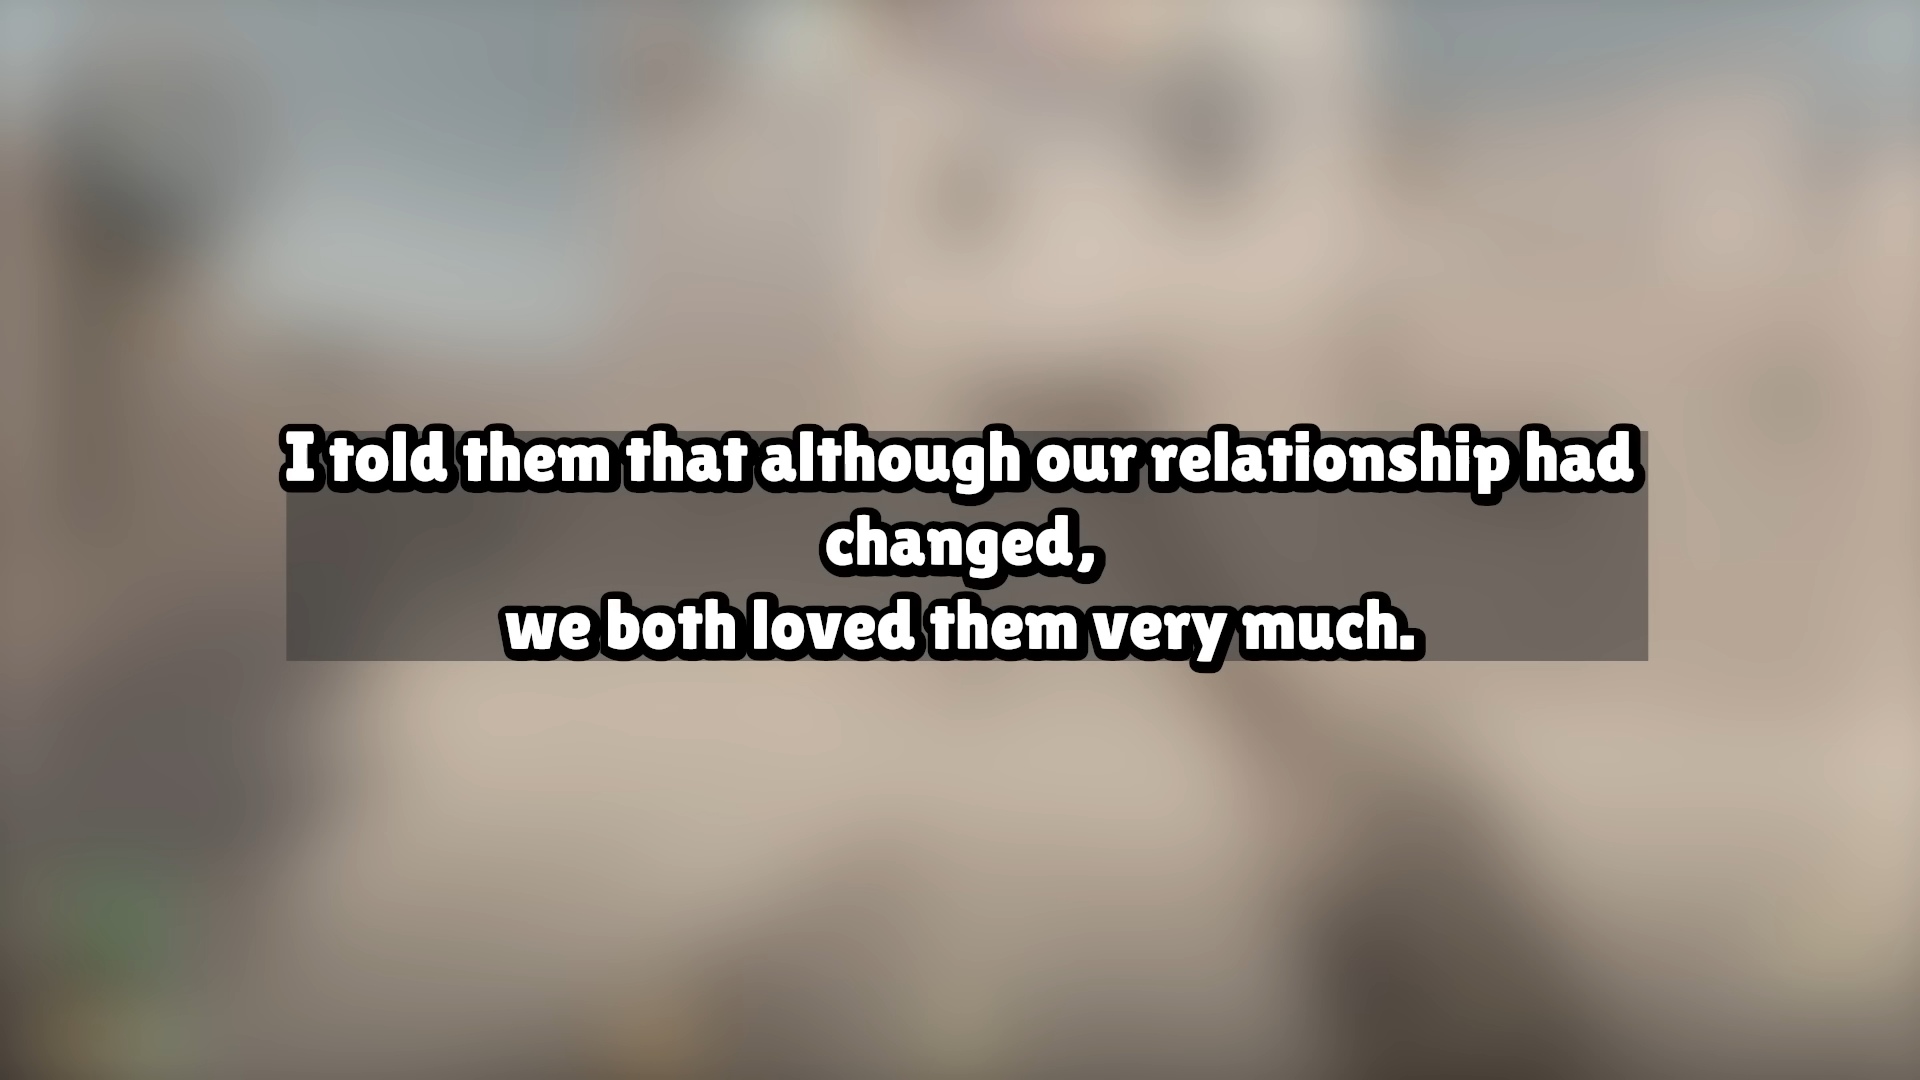 I told them that although our relationship had
changed,
we both loved them very much.